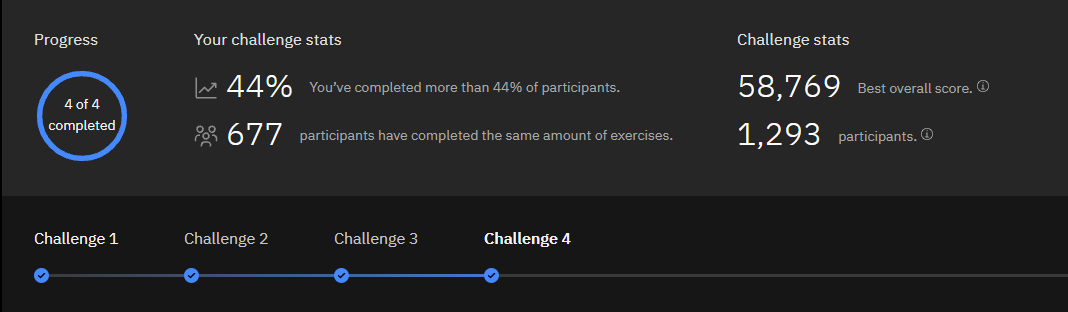 Progress
4 of 4
completed
Your challenge stats
44% You've completed more than 44% of participants.
677 participants have completed the same amount of exercises.
Challenge stats
58,769 Best overall score.
1,293 participants.
Challenge 1 Challenge 2 Challenge 3 Challenge 4